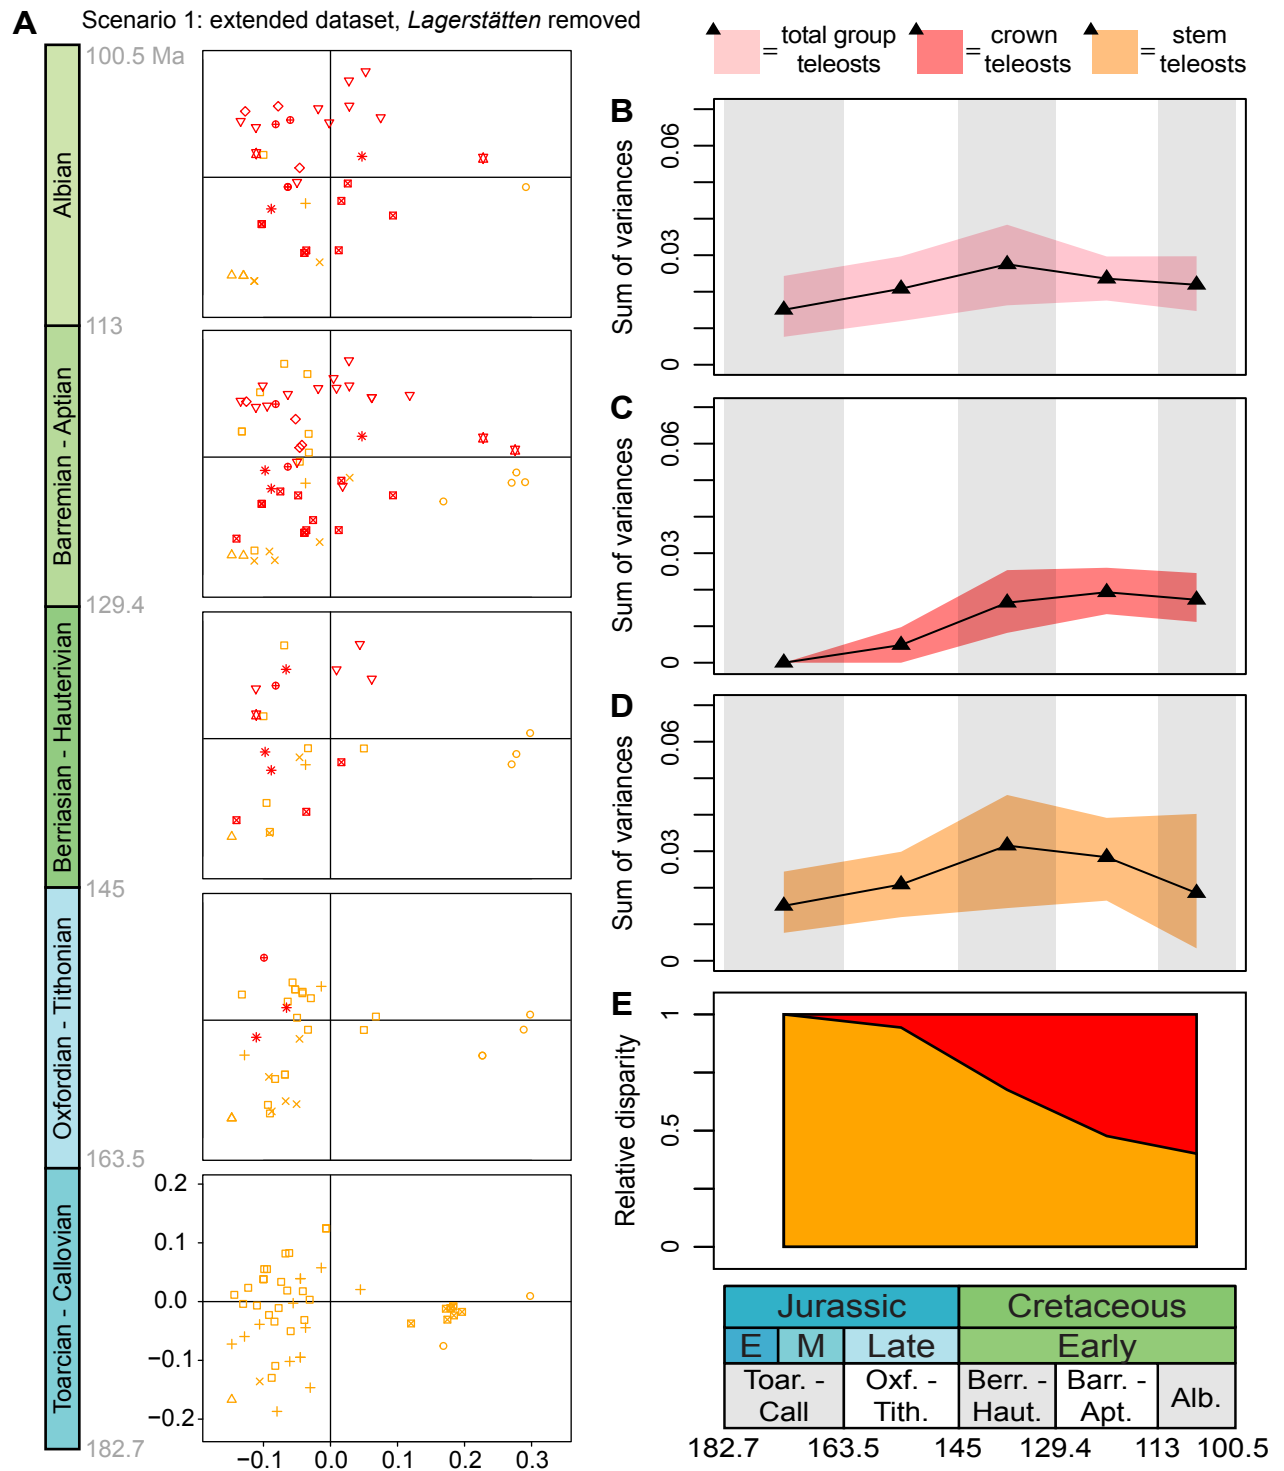 A
Scenario 1: extended dataset, Lagerstätten removed
Albian
Barremian - Aptian
Berriasian - Hauterivian
Oxfordian - Tithonian
Toarcian - Callovian
100.5 Ma
113
129.4
145
163.5
182.7
0.2
0.1
0.0
−0.1
−0.2
−0.1
0.0
0.1
0.2
0.3
= total group teleosts
= crown teleosts
= stem teleosts
B
Sum of variances
0.06
0.03
0
C
Sum of variances
0.06
0.03
0
D
Sum of variances
0.06
0.03
0
E
Relative disparity
1
0.5
0
Jurassic
Cretaceous
E
M
Late
Early
Toar. -
Call
Oxf. -
Tith.
Berr. -
Haut.
Barr. -
Apt.
Alb.
182.7
163.5
145
129.4
113
100.5